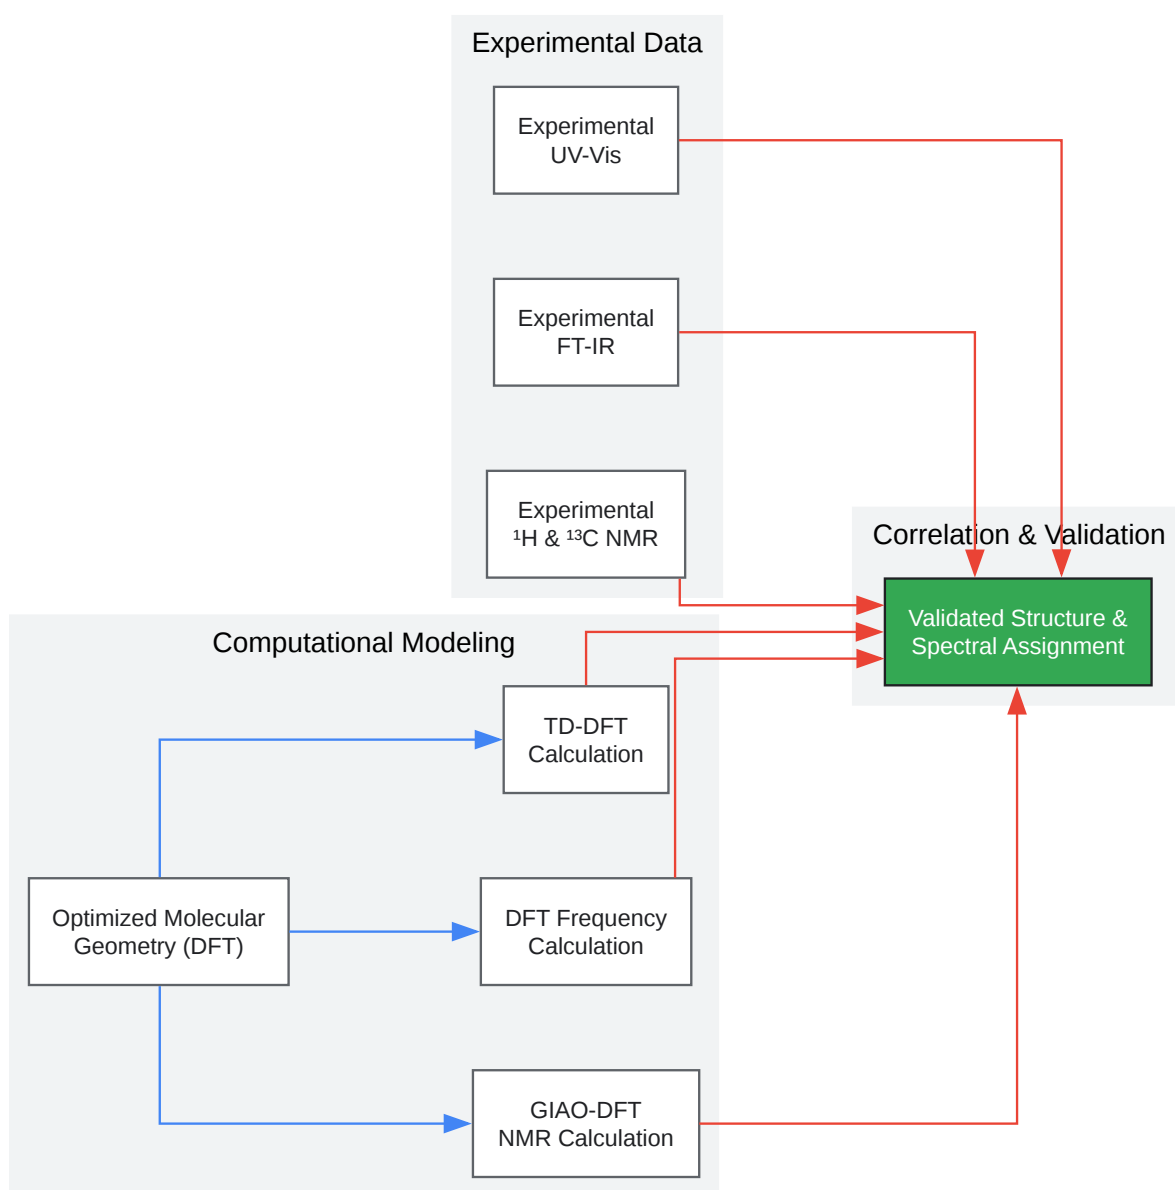 Experimental Data
Experimental
UV-Vis
Experimental
FT-IR
Experimental
¹H & ¹³C NMR
Correlation & Validation
Validated Structure &
Spectral Assignment
Computational Modeling
TD-DFT
Calculation
Optimized Molecular
Geometry (DFT)
DFT Frequency
Calculation
GIAO-DFT
NMR Calculation